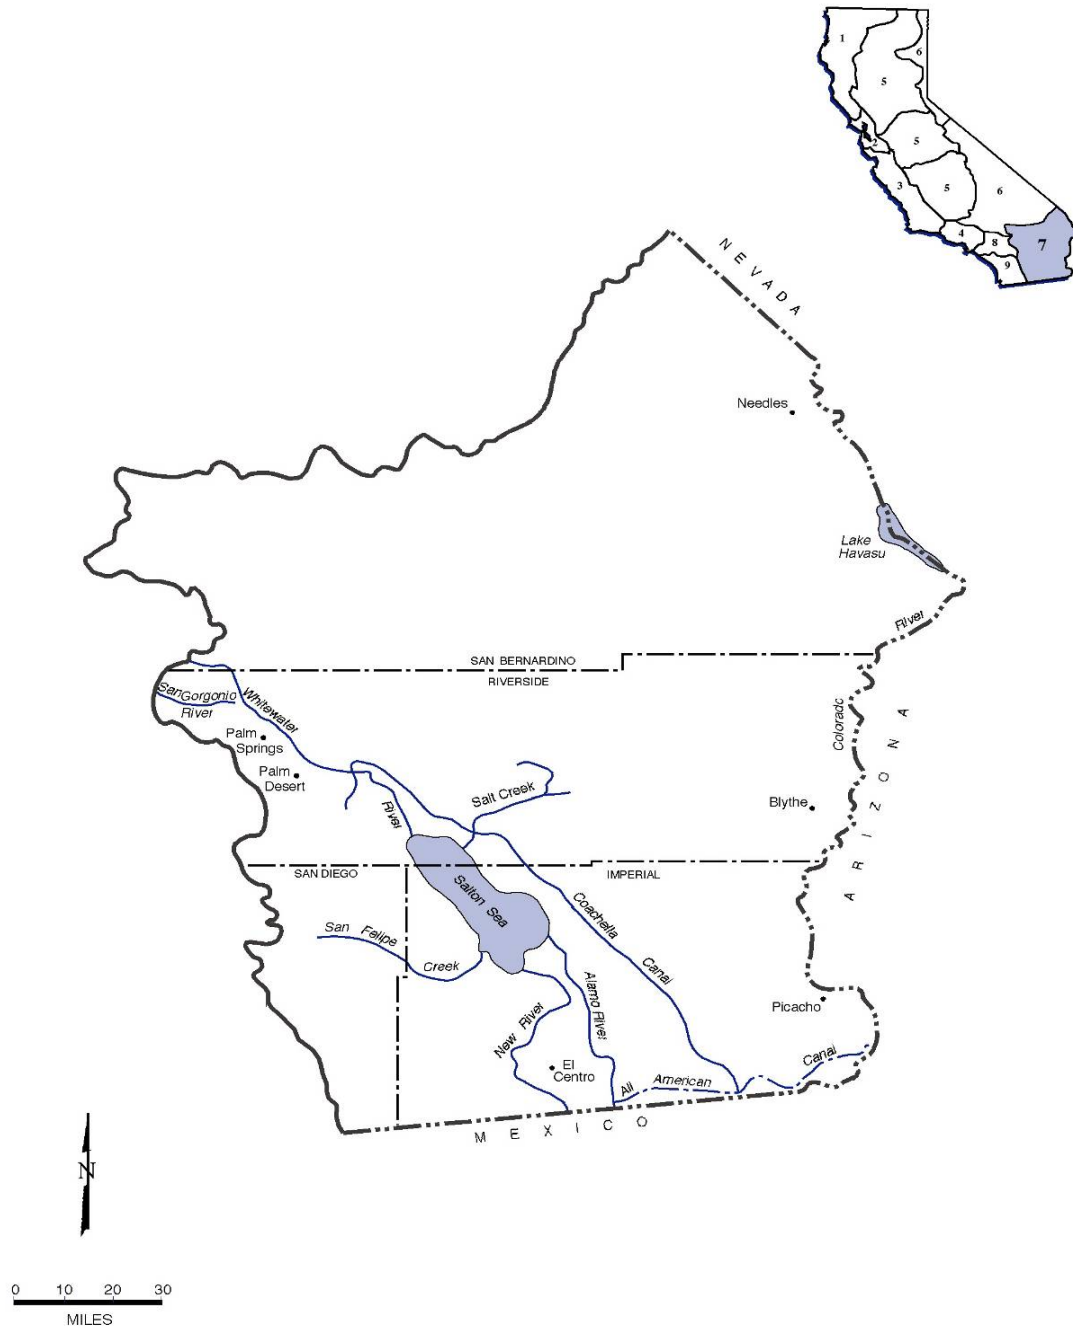 1
6
5
2
5
3
5
6
4
8
7
9
NEVADA
Needles
Lake
Havasu
River
SAN BERNARDINO
RIVERSIDE
San Gorgonio
River
Whitewater
Palm
Springs
Palm
Desert
River
Salt Creek
Colorado
ARIZONA
Blythe
SAN DIEGO
IMPERIAL
Salton Sea
Coachella
Canal
San Felipe
Creek
Alamo River
New River
Picacho
El
Centro
All American Canal
MEXICO
N
0 10 20 30
MILES